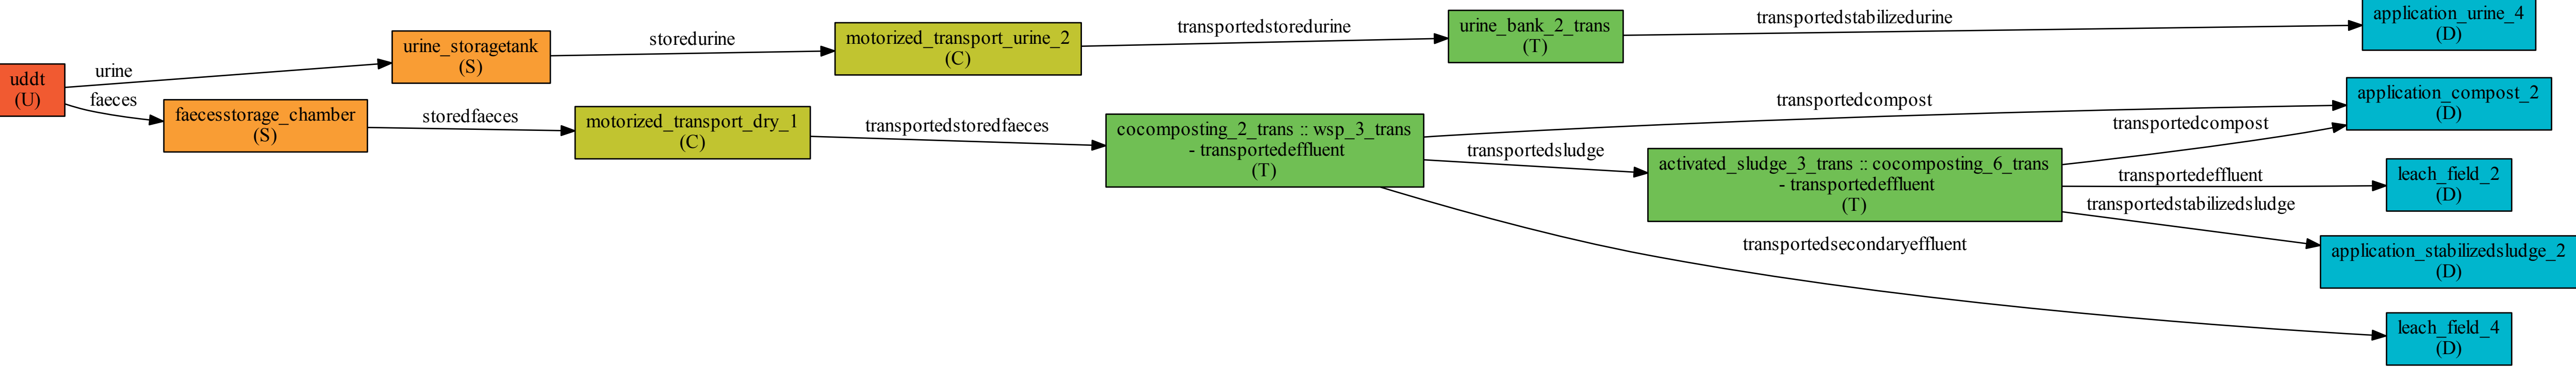 uddt
(U)
urine
faeces
urine_storagetank
(S)
faecesstorage_chamber
(S)
storedurine
storedfaeces
motorized_transport_urine_2
(C)
motorized_transport_dry_1
(C)
transportedstoredurine
transportedstoredfaeces
urine_bank_2_trans
(T)
cocomposting_2_trans :: wsp_3_trans
- transportedeffluent
(T)
transportedstabilizedurine
transportedcompost
transportedsludge
transportedsecondaryeffluent
activated_sludge_3_trans :: cocomposting_6_trans
- transportedeffluent
(T)
transportedcompost
transportedeffluent
transportedstabilizedsludge
application_urine_4
(D)
application_compost_2
(D)
leach_field_2
(D)
application_stabilizedsludge_2
(D)
leach_field_4
(D)